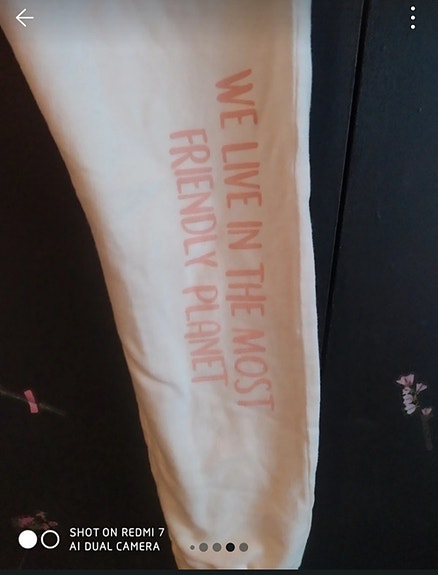 WE LIVE IN THE MOST
FRIENDLY PLANET
SHOT ON REDMI 7
AI DUAL CAMERA